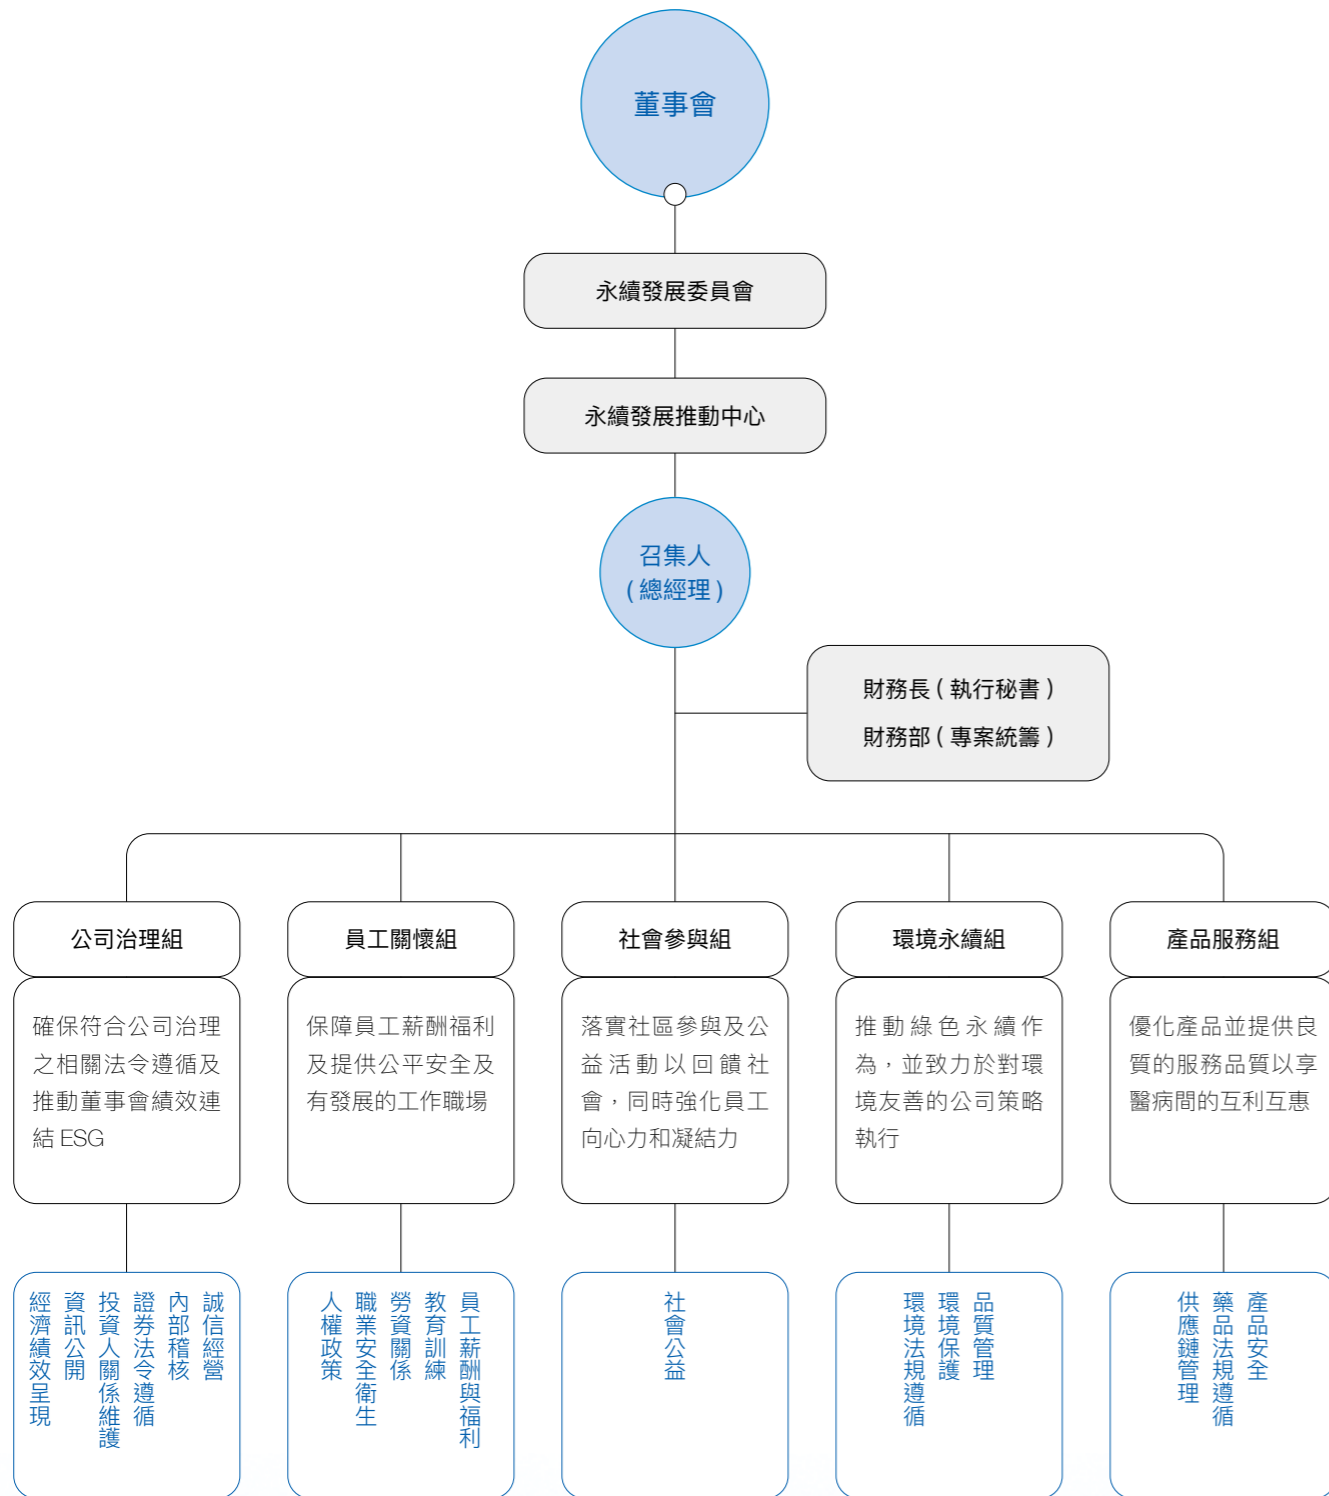 董事會
永續發展委員會
永續發展推動中心
召集人
(總經理)
財務長(執行秘書)
財務部(專案統籌)
公司治理組
確保符合公司治理
之相關法令遵循及
推動董事會績效連
結 ESG
誠信經營
內部稽核
證券法令遵循
投資人關係維護
資訊公開
經濟績效呈現
員工關懷組
保障員工薪酬福利
及提供公平安全及
有發展的工作職場
員工薪酬與福利
教育訓練
勞資關係
職業安全衛生
人權政策
社會參與組
落實社區參與及公
益活動以回饋社
會，同時強化員工
向心力和凝結力
社會公益
環境永續組
推動綠色永續作
為，並致力於對環
境友善的公司策略
執行
品質管理
環境保護
環境法規遵循
產品服務組
優化產品並提供良
質的服務品質以享
醫病間的互利互惠
產品安全
藥品法規遵循
供應鏈管理